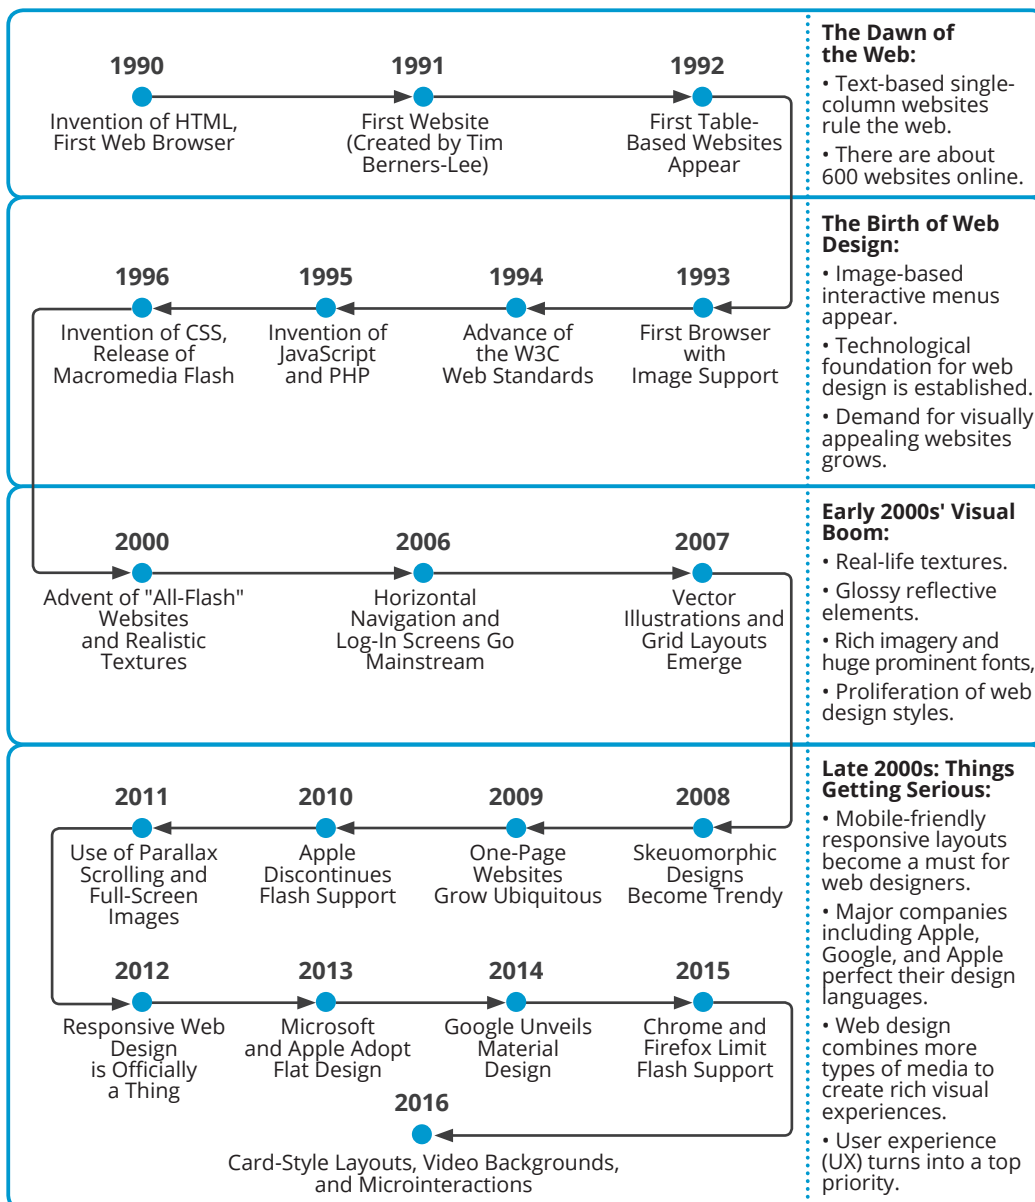 1990
Invention of HTML,
First Web Browser
1991
First Website
(Created by Tim
Berners-Lee)
1992
First Table-
Based Websites
Appear
The Dawn of
the Web:
• Text-based single-
column websites
rule the web.
• There are about
600 websites online.
1993
First Browser
with
Image Support
1994
Advance of
the W3C
Web Standards
1995
Invention of
JavaScript
and PHP
1996
Invention of CSS,
Release of
Macromedia Flash
The Birth of Web
Design:
• Image-based
interactive menus
appear.
• Technological
foundation for web
design is established.
• Demand for visually
appealing websites
grows.
2000
Advent of "All-Flash"
Websites
and Realistic
Textures
2006
Horizontal
Navigation and
Log-In Screens Go
Mainstream
2007
Vector
Illustrations and
Grid Layouts
Emerge
Early 2000s' Visual
Boom:
• Real-life textures.
• Glossy reflective
elements.
• Rich imagery and
huge prominent fonts,
• Proliferation of web
design styles.
2008
Skeuomorphic
Designs
Become Trendy
2009
One-Page
Websites
Grow Ubiquitous
2010
Apple
Discontinues
Flash Support
2011
Use of Parallax
Scrolling and
Full-Screen
Images
2012
Responsive Web
Design
is Officially
a Thing
2013
Microsoft
and Apple Adopt
Flat Design
2014
Google Unveils
Material
Design
2015
Chrome and
Firefox Limit
Flash Support
2016
Card-Style Layouts, Video Backgrounds,
and Microinteractions
Late 2000s: Things
Getting Serious:
• Mobile-friendly
responsive layouts
become a must for
web designers.
• Major companies
including Apple,
Google, and Apple
perfect their design
languages.
• Web design
combines more
types of media to
create rich visual
experiences.
• User experience
(UX) turns into a top
priority.